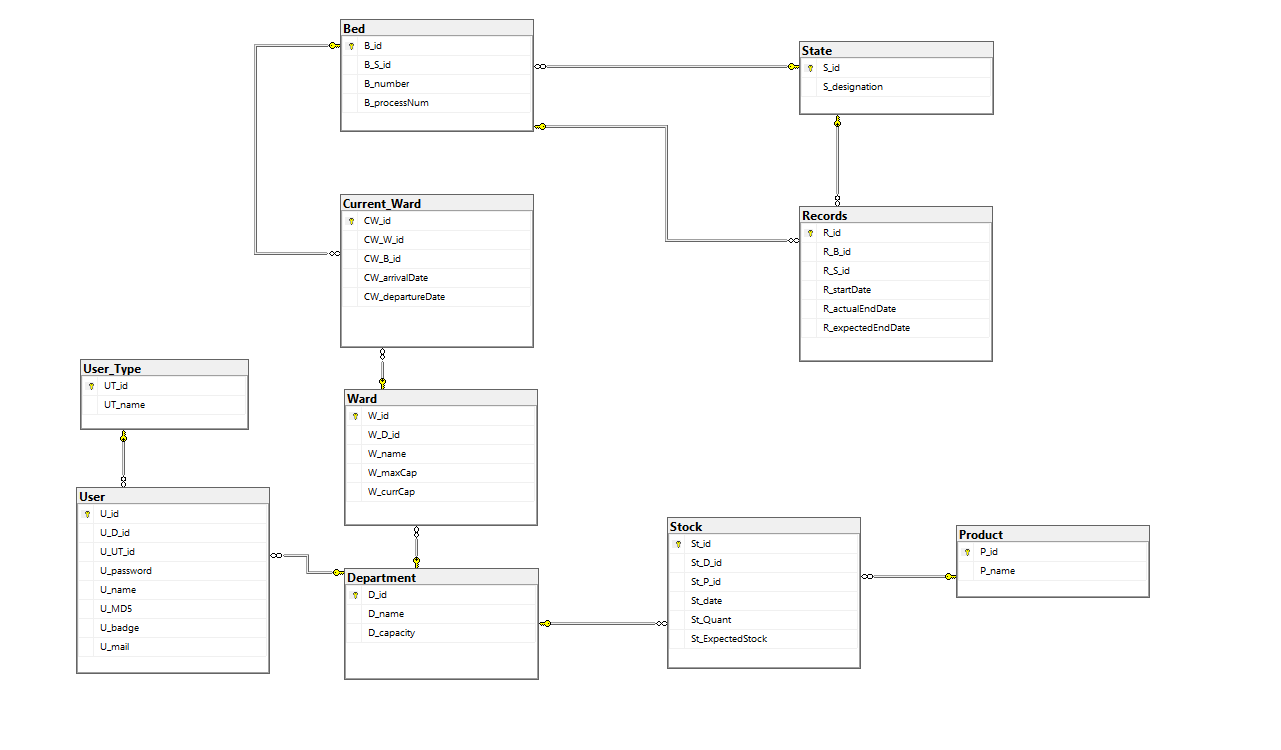 Bed
B_id
B_S_id
B_number
B_processNum
State
S_id
S_designation
Current_Ward
CW_id
CW_W_id
CW_B_id
CW_arrivalDate
CW_departureDate
Records
R_id
R_B_id
R_S_id
R_startDate
R_actualEndDate
R_expectedEndDate
User_Type
UT_id
UT_name
Ward
W_id
W_D_id
W_name
W_maxCap
W_currCap
User
U_id
U_D_id
U_UT_id
U_password
U_name
U_MD5
U_badge
U_mail
Department
D_id
D_name
D_capacity
Stock
St_id
St_D_id
St_P_id
St_date
St_Quant
St_ExpectedStock
Product
P_id
P_name